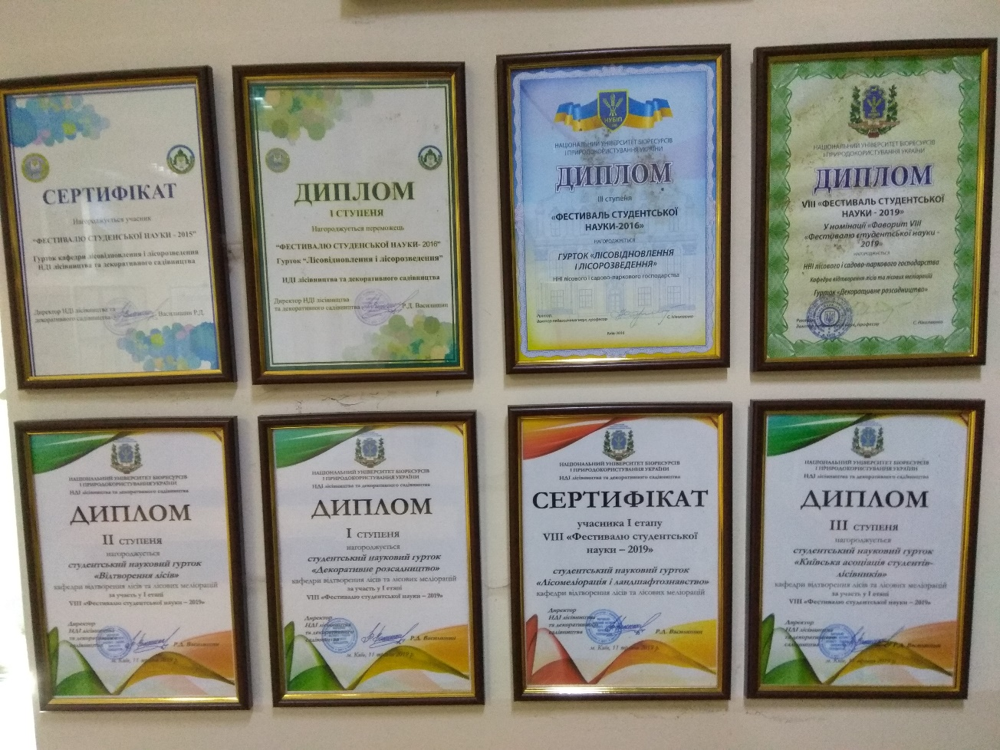 СЕРТИФІКАТ
Нагороджується учасник
"ФЕСТИВАЛЮ СТУДЕНСЬКОЇ НАУКИ - 2015"
Гурток кафедри лісовідновлення і лісорозведення
НДІ лісівництва та декоративного садівництва
Директор НДІ лісівництва та
декоративного садівництва
Василишин Р.Д.
ДИПЛОМ
І СТУПЕНЯ
Нагороджується переможець
"ФЕСТИВАЛЮ СТУДЕНСЬКОЇ НАУКИ- 2016"
Гурток "Лісовідновлення і лісорозведення"
НДІ лісівництва та декоративного садівництва
Директор НДІ лісівництва
та декоративного садівництва
Р.Д. Василишин
НУБІП
НАЦІОНАЛЬНИЙ УНІВЕРСИТЕТ БІОРЕСУРСІВ
І ПРИРОДОКОРИСТУВАННЯ УКРАЇНИ
ДИПЛОМ
ІІІ ступеня
«ФЕСТИВАЛЬ СТУДЕНТСЬКОЇ
НАУКИ-2016»
НАГОРОДЖУЄТЬСЯ
ГУРТОК «ЛІСОВІДНОВЛЕННЯ
І ЛІСОРОЗВЕДЕННЯ»
ННІ лісового і садово-паркового господарства
Ректор,
доктор педагогічних наук, професор
С. Ніколаєнко
Київ 2016
НАЦІОНАЛЬНИЙ УНІВЕРСИТЕТ БІОРЕСУРСІВ
І ПРИРОДОКОРИСТУВАННЯ УКРАЇНИ
ДИПЛОМ
VIII «ФЕСТИВАЛЬ СТУДЕНТСЬКОЇ
НАУКИ - 2019»
У номінації «Фаворит VIII
«Фестивалю студентської науки -
2019»
НАГОРОДЖУЄТЬСЯ
ННІ лісового і садово-паркового господарства
Кафедра відтворення лісів та лісових меліорацій
Гурток «Декоративне розсадництво»
Ректор,
доктор наук, професор
С. Ніколаєнко
НАЦІОНАЛЬНИЙ УНІВЕРСИТЕТ БІОРЕСУРСІВ
І ПРИРОДОКОРИСТУВАННЯ УКРАЇНИ
НДІ лісівництва та декоративного садівництва
ДИПЛОМ
ІІ СТУПЕНЯ
нагороджується
студентський науковий гурток
«Відтворення лісів»
кафедри відтворення лісів та лісових меліорацій
за участь у І етапі
VIII «Фестивалю студентської науки – 2019»
Директор
НДІ лісівництва
та декоративного
садівництва
Р.Д. Василишин
м. Київ, 11 травня 2019 р.
НАЦІОНАЛЬНИЙ УНІВЕРСИТЕТ БІОРЕСУРСІВ
І ПРИРОДОКОРИСТУВАННЯ УКРАЇНИ
НДІ лісівництва та декоративного садівництва
ДИПЛОМ
І СТУПЕНЯ
нагороджується
студентський науковий гурток
«Декоративне розсадництво»
кафедри відтворення лісів та лісових меліорацій
за участь у І етапі
VIII «Фестивалю студентської науки – 2019»
Директор
НДІ лісівництва
та декоративного
садівництва
Р.Д. Василишин
м. Київ, 11 травня 2019 р.
НАЦІОНАЛЬНИЙ УНІВЕРСИТЕТ БІОРЕСУРСІВ
І ПРИРОДОКОРИСТУВАННЯ УКРАЇНИ
НДІ лісівництва та декоративного садівництва
СЕРТИФІКАТ
учасника І етапу
VIII «Фестивалю студентської
науки – 2019»
студентський науковий гурток
«Лісомеліорація і ландшафтознавство»
кафедри відтворення лісів та лісових меліорацій
Директор
НДІ лісівництва
та декоративного
садівництва
Р.Д. Василишин
м. Київ, 11 травня 2019 р.
НАЦІОНАЛЬНИЙ УНІВЕРСИТЕТ БІОРЕСУРСІВ
І ПРИРОДОКОРИСТУВАННЯ УКРАЇНИ
НДІ лісівництва та декоративного садівництва
ДИПЛОМ
ІІІ СТУПЕНЯ
нагороджується
студентський науковий гурток
«Київська асоціація студентів-
лісівників»
кафедри відтворення лісів та лісових меліорацій
за участь у І етапі
VIII «Фестивалю студентської науки – 2019»
Директор
НДІ лісівництва
та декоративного
садівництва
Р.Д. Василишин
м. Київ, 11 травня 2019 р.